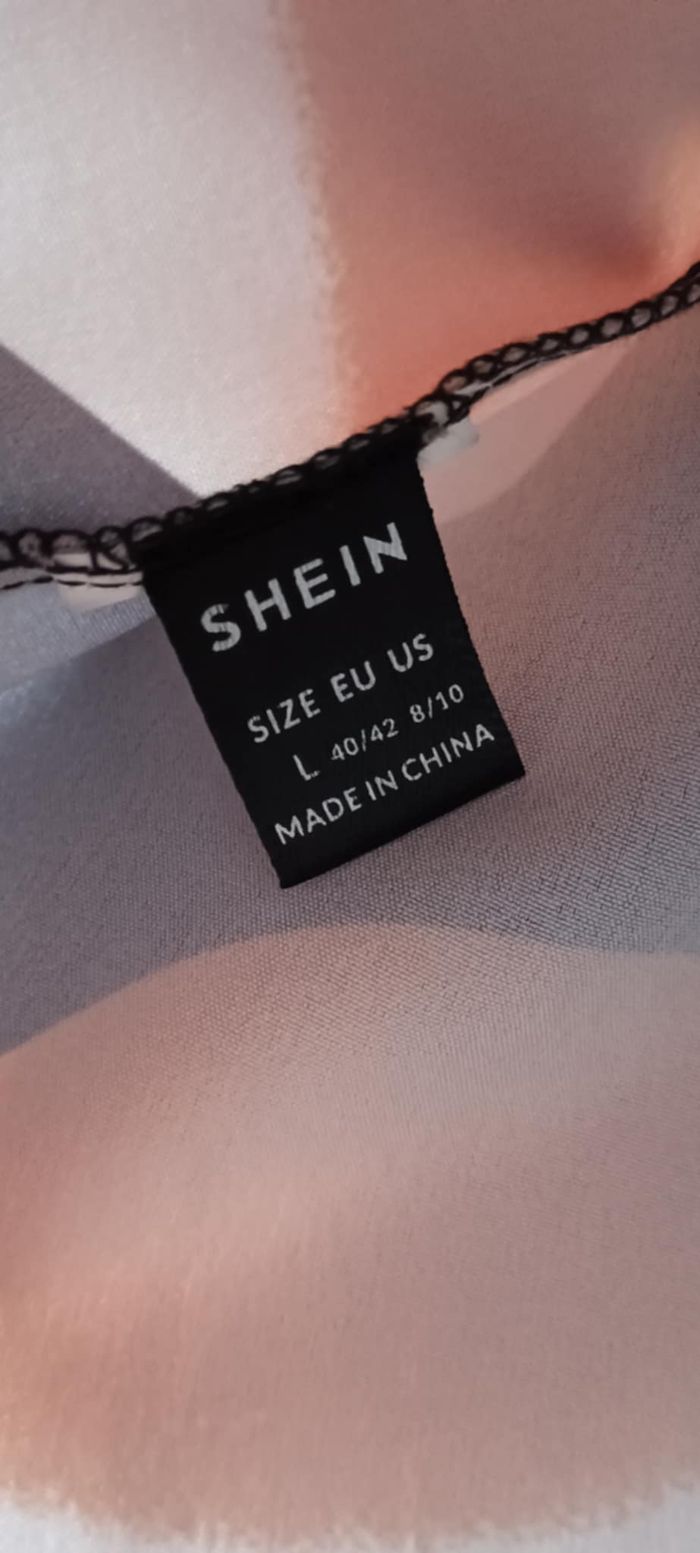 SHEIN
SIZE EU US
L 40/42 8/10
MADE IN CHINA